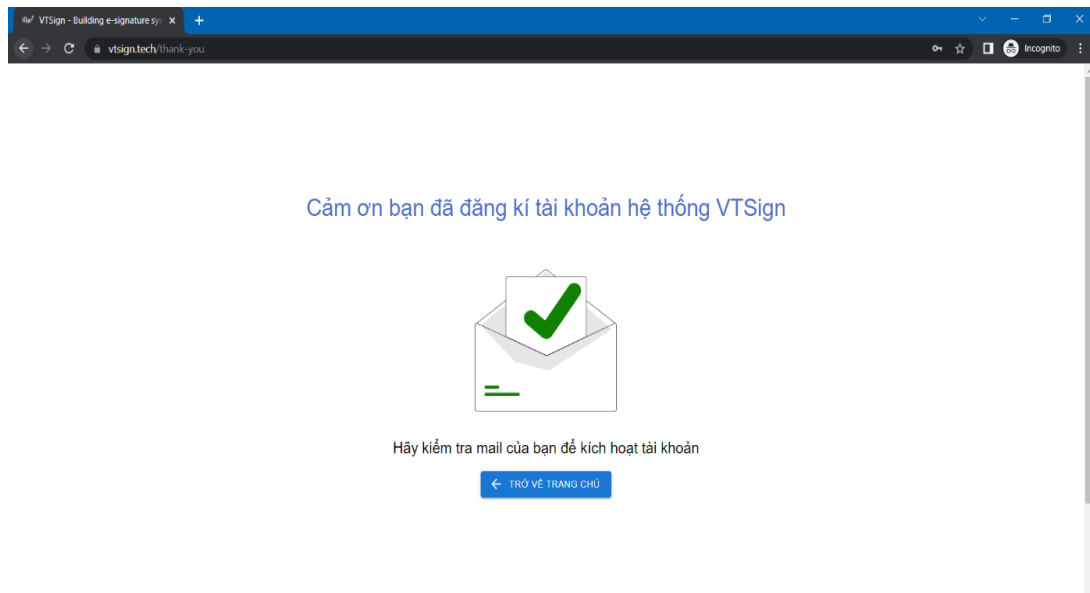 VTSign - Building e-signature sys
vtsign.tech/thank-you
Incognito
Cảm ơn bạn đã đăng kí tài khoản hệ thống VTSign
Hãy kiểm tra mail của bạn để kích hoạt tài khoản
TRỞ VỀ TRANG CHỦ